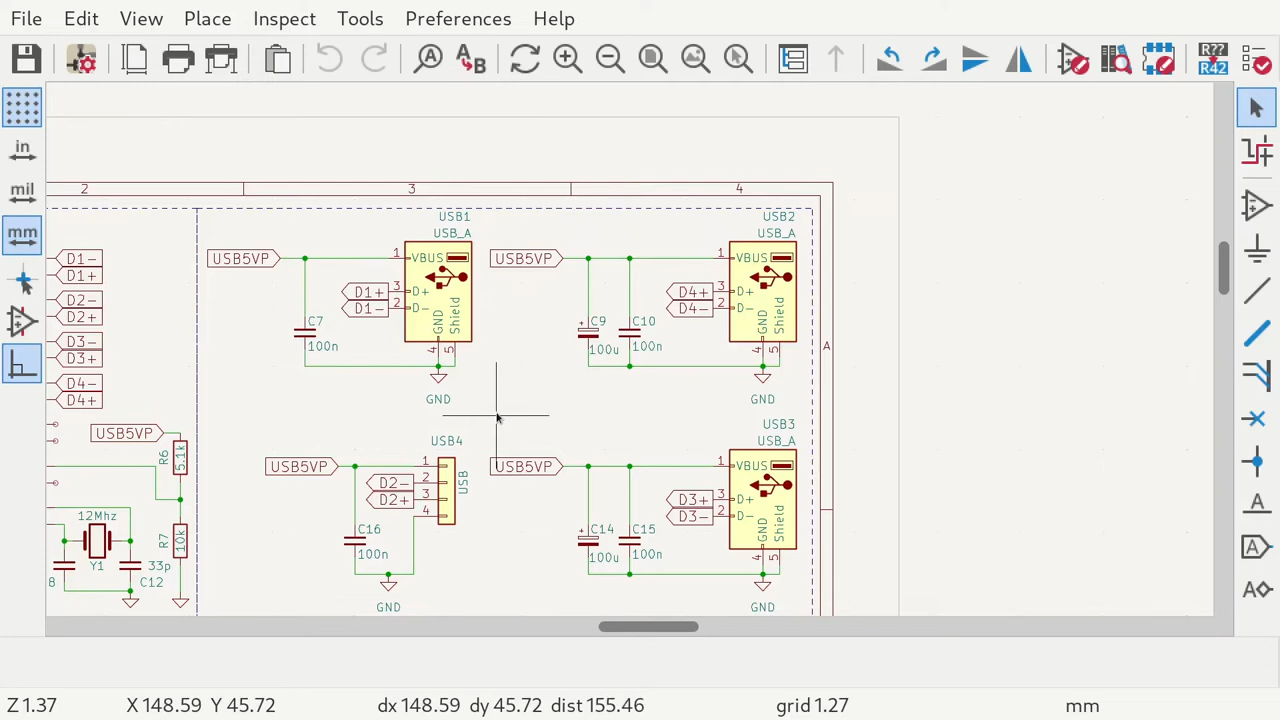 File Edit View Place Inspect Tools Preferences Help
A
A B
R??
R42
in
mil
mm
A
A
A
2 3 4
A
D1-
D1+
D2-
D2+
D3-
D3+
D4-
D4+
USB5VP
R6
5.1k
R7
10k
12Mhz
Y1
33p
C12
8
USB1
USB_A
USB5VP
1
VBUS
D1+
3
D+
D1-
2
D-
GND
Shield
4
5
C7
100n
GND
USB2
USB_A
USB5VP
1
VBUS
D4+
3
D+
D4-
2
D-
GND
Shield
4
5
+
C9
100u
C10
100n
GND
USB4
USB5VP
1
D2-
2
D2+
3
4
USB
C16
100n
GND
USB3
USB_A
USB5VP
1
VBUS
D3+
3
D+
D3-
2
D-
GND
Shield
4
5
+
C14
100u
C15
100n
GND
Z 1.37 X 148.59 Y 45.72 dx 148.59 dy 45.72 dist 155.46 grid 1.27 mm